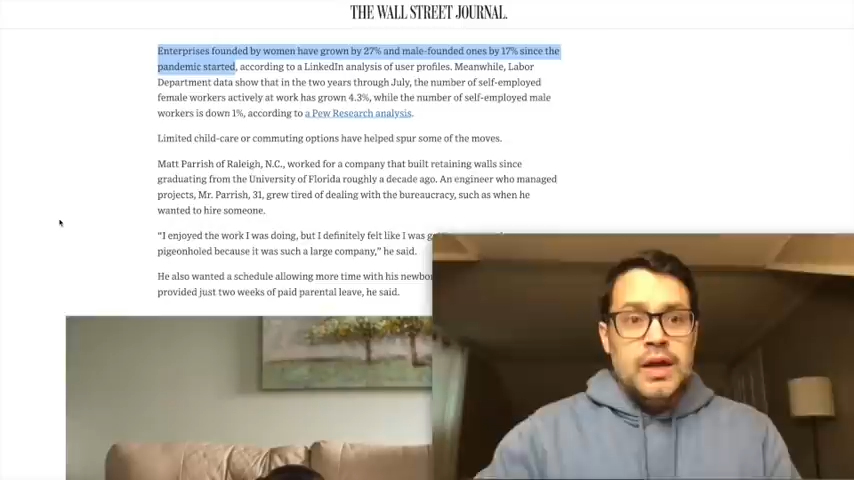 THE WALL STREET JOURNAL.
Enterprises founded by women have grown by 27% and male-founded ones by 17% since the
pandemic started, according to a LinkedIn analysis of user profiles. Meanwhile, Labor
Department data show that in the two years through July, the number of self-employed
female workers actively at work has grown 4.3%, while the number of self-employed male
workers is down 1%, according to a Pew Research analysis.
Limited child-care or commuting options have helped spur some of the moves.
Matt Parrish of Raleigh, N.C., worked for a company that built retaining walls since
graduating from the University of Florida roughly a decade ago. An engineer who managed
projects, Mr. Parrish, 31, grew tired of dealing with the bureaucracy, such as when he
wanted to hire someone.
“I enjoyed the work I was doing, but I definitely felt like I was
pigeonholed because it was such a large company,” he said.
He also wanted a schedule allowing more time with his
provided just two weeks of paid parental leave, he said.